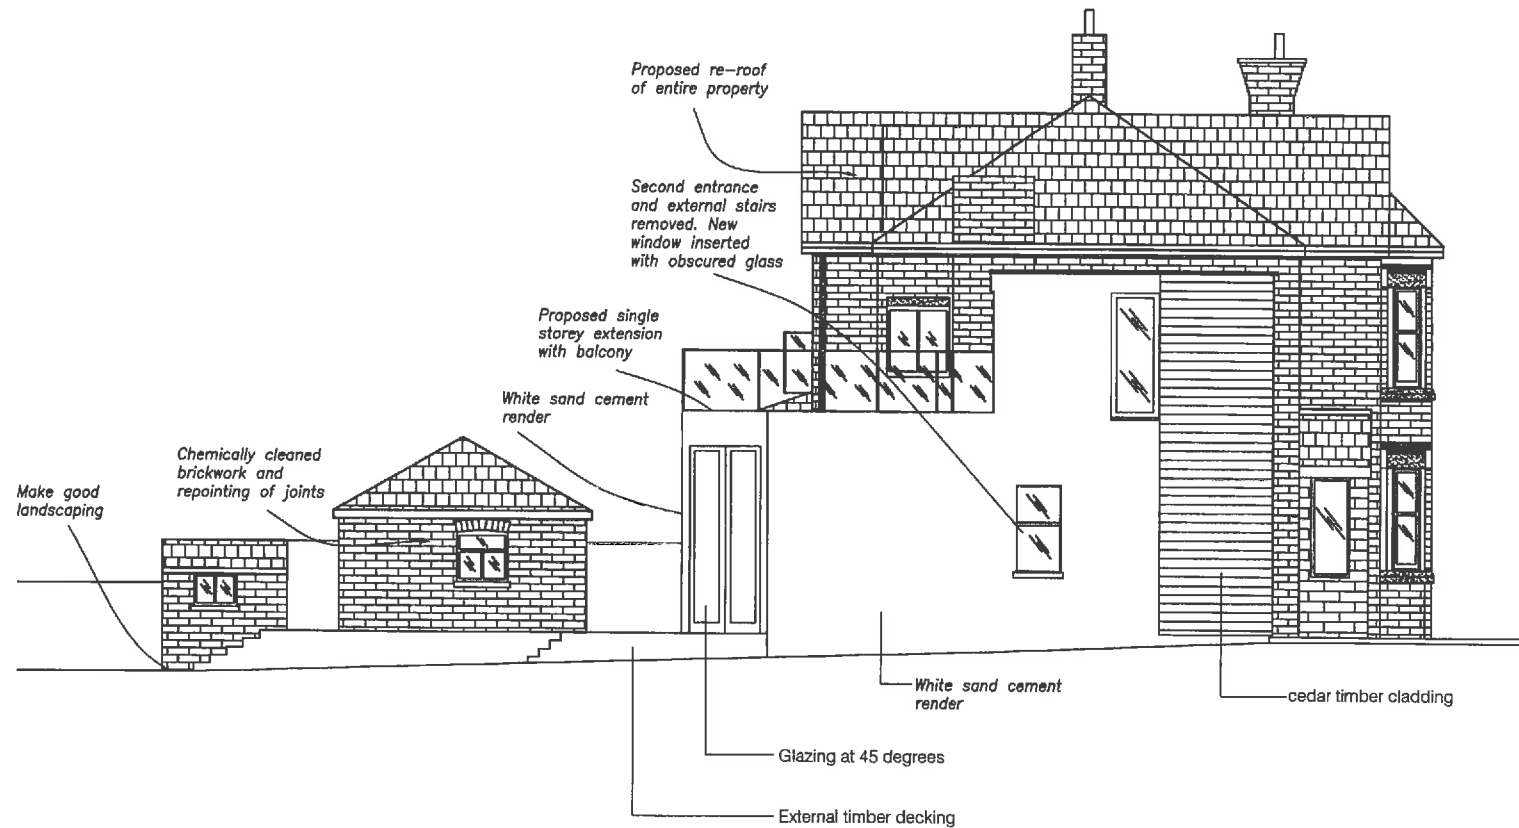 Proposed re-roof
of entire property
Second entrance
and external stairs
removed. New
window inserted
with obscured glass
Proposed single
storey extension
with balcony
White sand cement
render
Chemically cleaned
brickwork and
repointing of joints
Make good
landscaping
White sand cement
render
cedar timber cladding
Glazing at 45 degrees
External timber decking